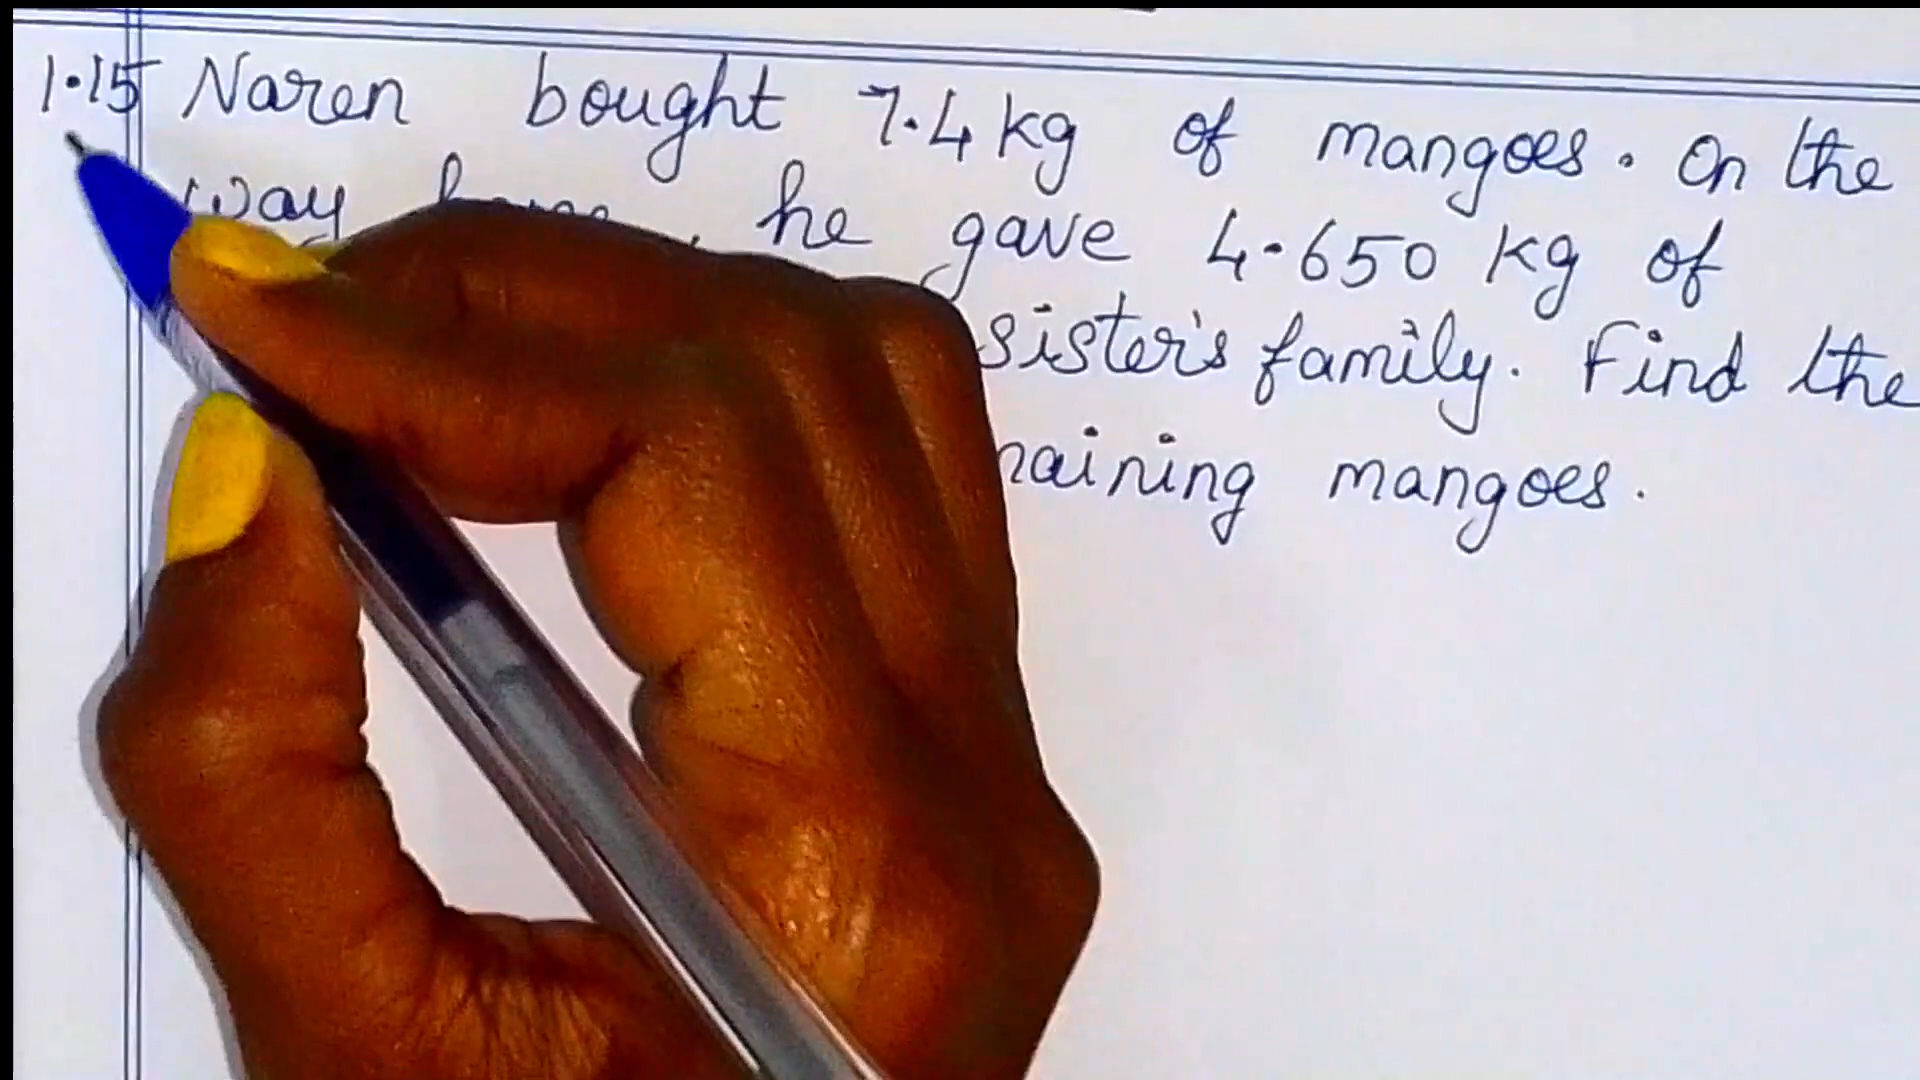 1.15 Naren bought 7.4 kg of mangoes. On the
way he gave 4.650 kg of
sister's family. Find the
mangoes.